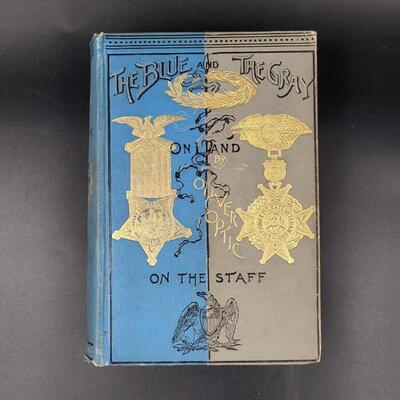 THE BLUE AND THE GRAY
ON LAND
BY
OLIVER
OPTIC
ON THE STAFF